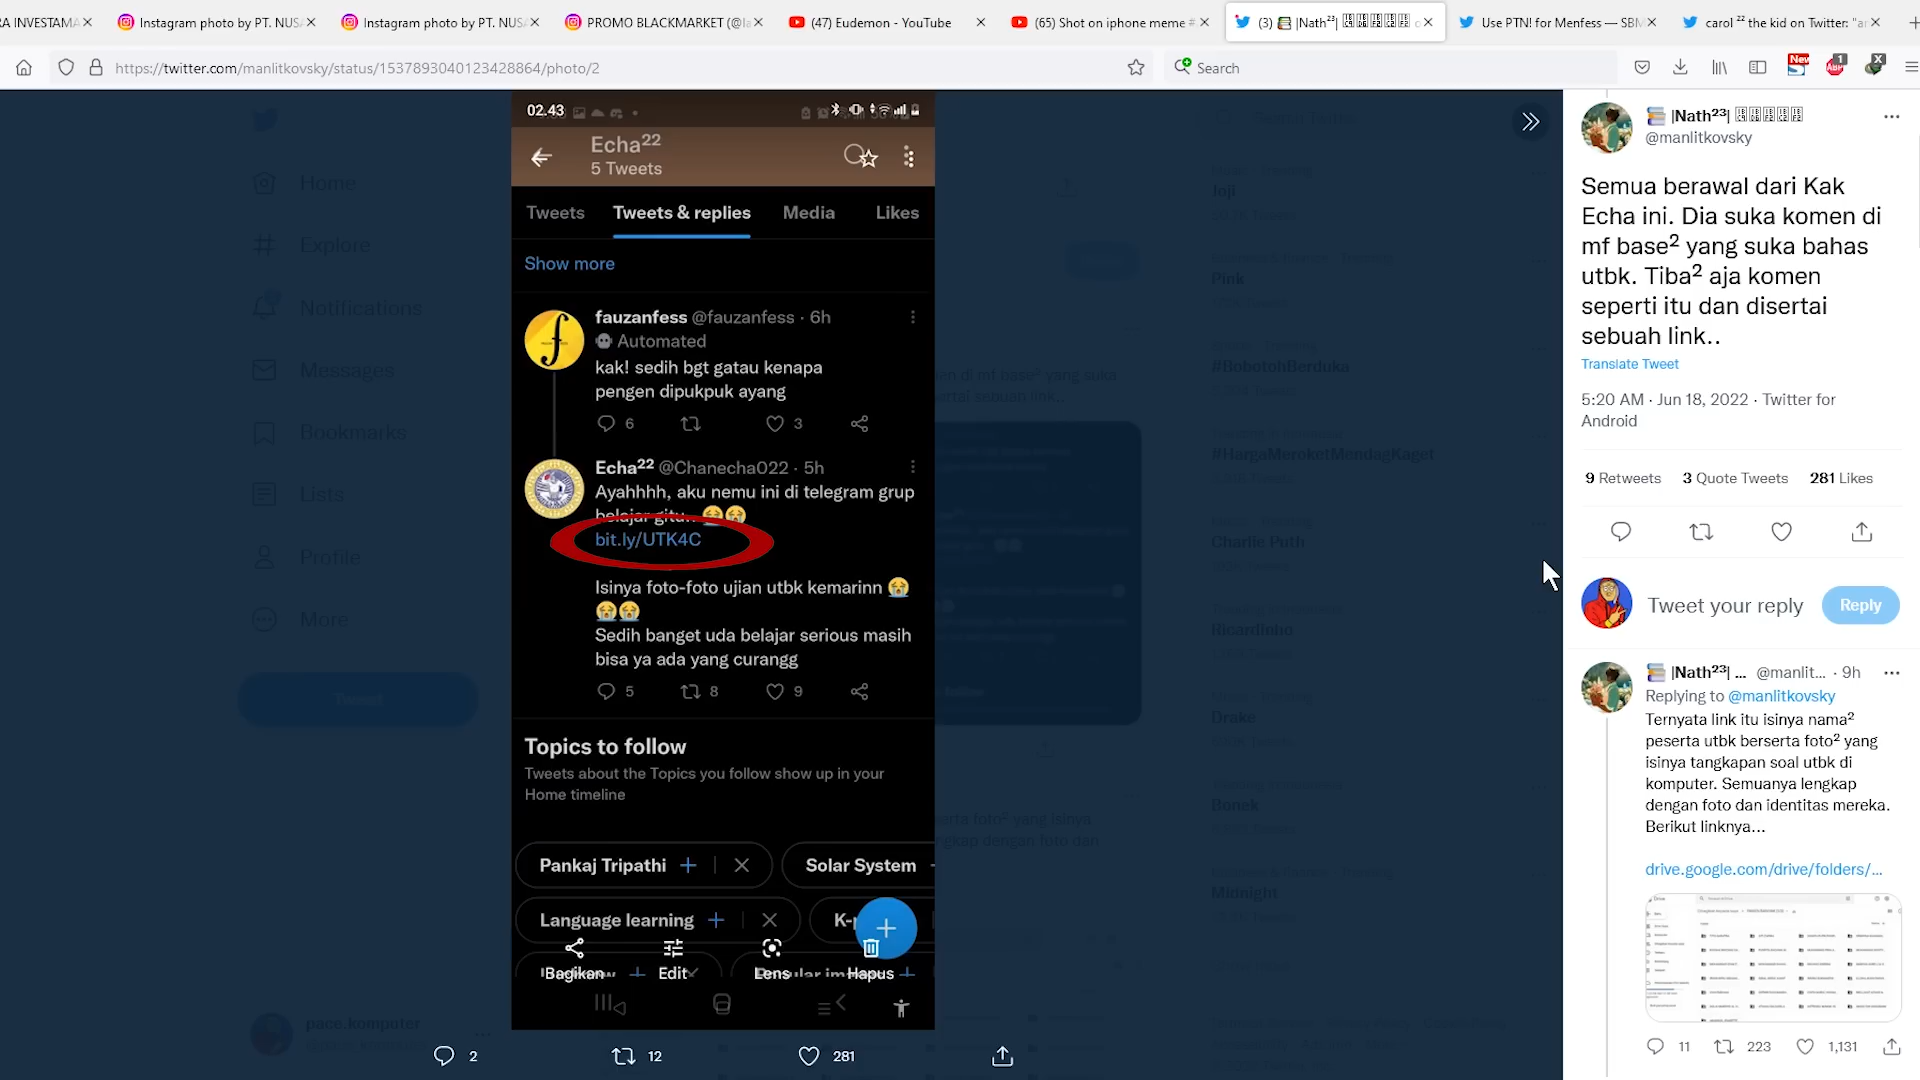 RA INVESTAMA
Instagram photo by PT. NUSA
Instagram photo by PT. NUSA
PROMO BLACKMARKET (@la
(47) Eudemon - YouTube
(65) Shot on iphone meme #
(3) |Nath²³|
Use PTN! for Menfess — SBM
carol ²² the kid on Twitter: "ar
https://twitter.com/manlitkovsky/status/1537893040123428864/photo/2
Search
New
1
Home
Explore
Notifications
Messages
Bookmarks
Lists
Profile
More
Tweet
pace.komputer
02.43
Echa²²
5 Tweets
Tweets
Tweets & replies
Media
Likes
Show more
fauzanfess @fauzanfess · 6h
Automated
kak! sedih bgt gatau kenapa
pengen dipukpuk ayang
6
3
Echa²² @Chanecha022 · 5h
Ayahhhh, aku nemu ini di telegram grup
belajar gitu.. 😭😭
bit.ly/UTK4C
Isinya foto-foto ujian utbk kemarinn 😭
😭😭
Sedih banget uda belajar serious masih
bisa ya ada yang curangg
5
8
9
Topics to follow
Tweets about the Topics you follow show up in your
Home timeline
Pankaj Tripathi
Solar System
Language learning
K-
Bagikan
Edit
Lens
Hapus
2
12
281
Joji
Pink
#BobotohBerduka
#HargaMeroketMendagKaget
Charlie Puth
Ricardinho
Drake
Bonek
Midnight
|Nath²³|
@manlitkovsky
Semua berawal dari Kak
Echa ini. Dia suka komen di
mf base² yang suka bahas
utbk. Tiba² aja komen
seperti itu dan disertai
sebuah link..
Translate Tweet
5:20 AM · Jun 18, 2022 · Twitter for
Android
9 Retweets
3 Quote Tweets
281 Likes
Tweet your reply
Reply
|Nath²³| ... @manlit... · 9h
Replying to @manlitkovsky
Ternyata link itu isinya nama²
peserta utbk berserta foto² yang
isinya tangkapan soal utbk di
komputer. Semuanya lengkap
dengan foto dan identitas mereka.
Berikut linknya...
drive.google.com/drive/folders/...
11
223
1,131